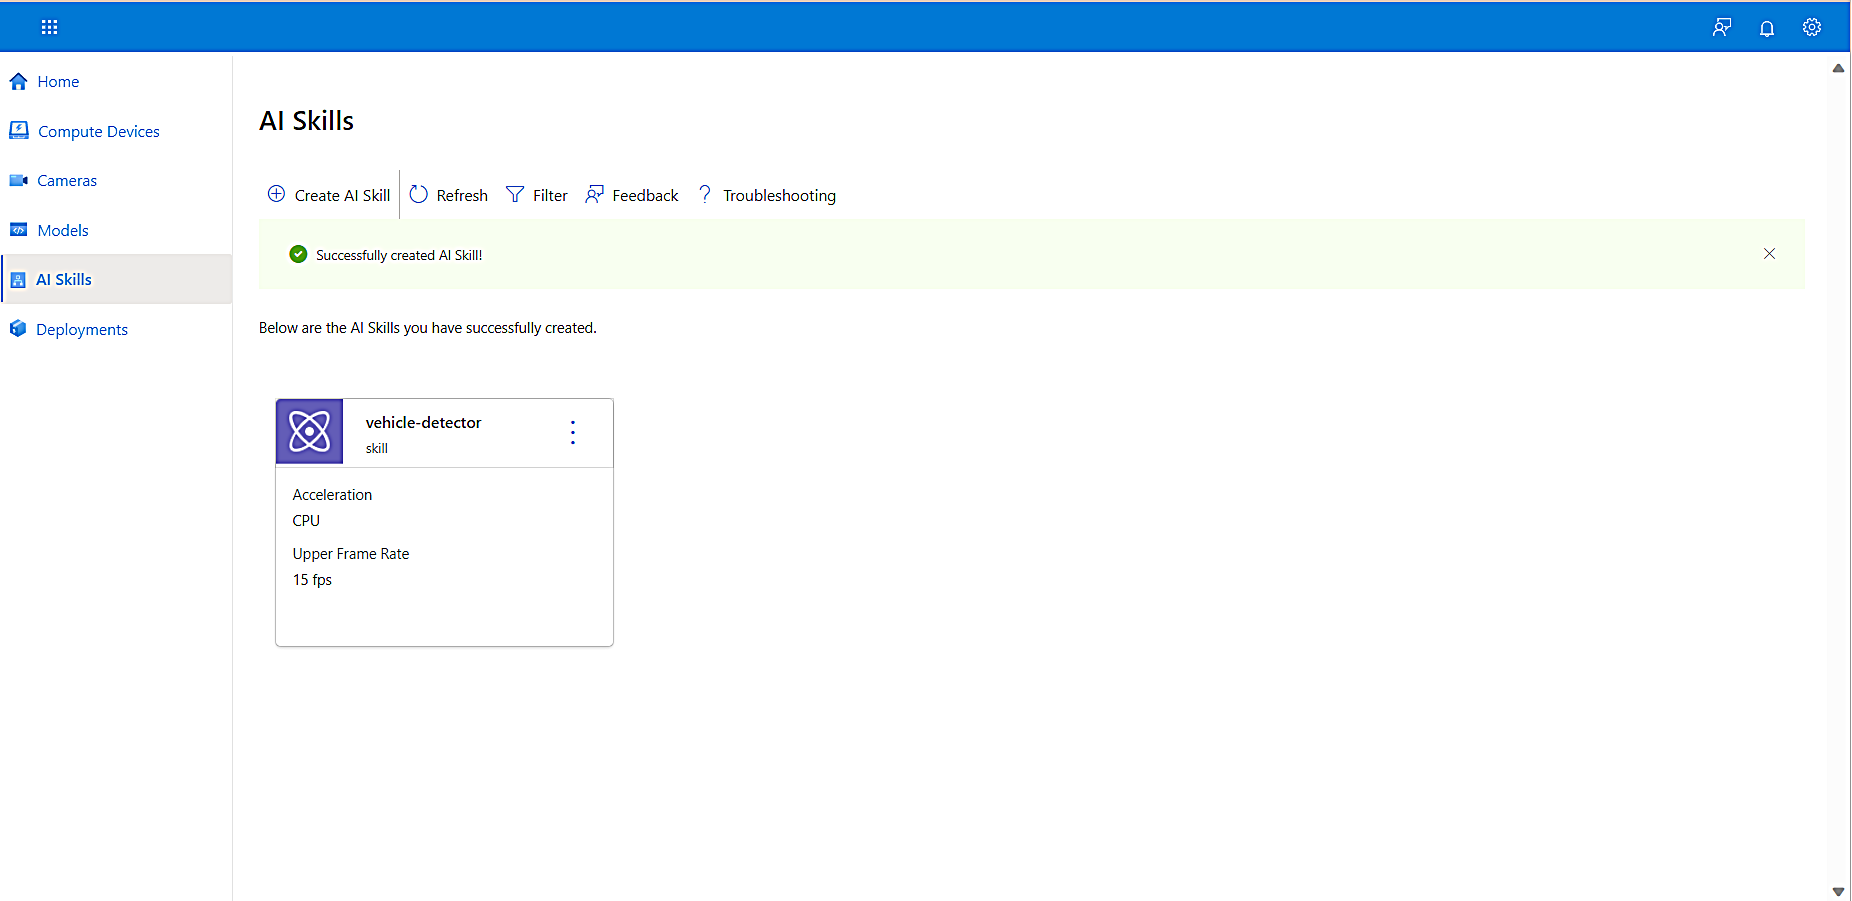 Home
Compute Devices
Cameras
Models
AI Skills
Deployments
AI Skills
Create AI Skill Refresh Filter Feedback ? Troubleshooting
Successfully created AI Skill!
Below are the AI Skills you have successfully created.
vehicle-detector
skill
Acceleration
CPU
Upper Frame Rate
15 fps